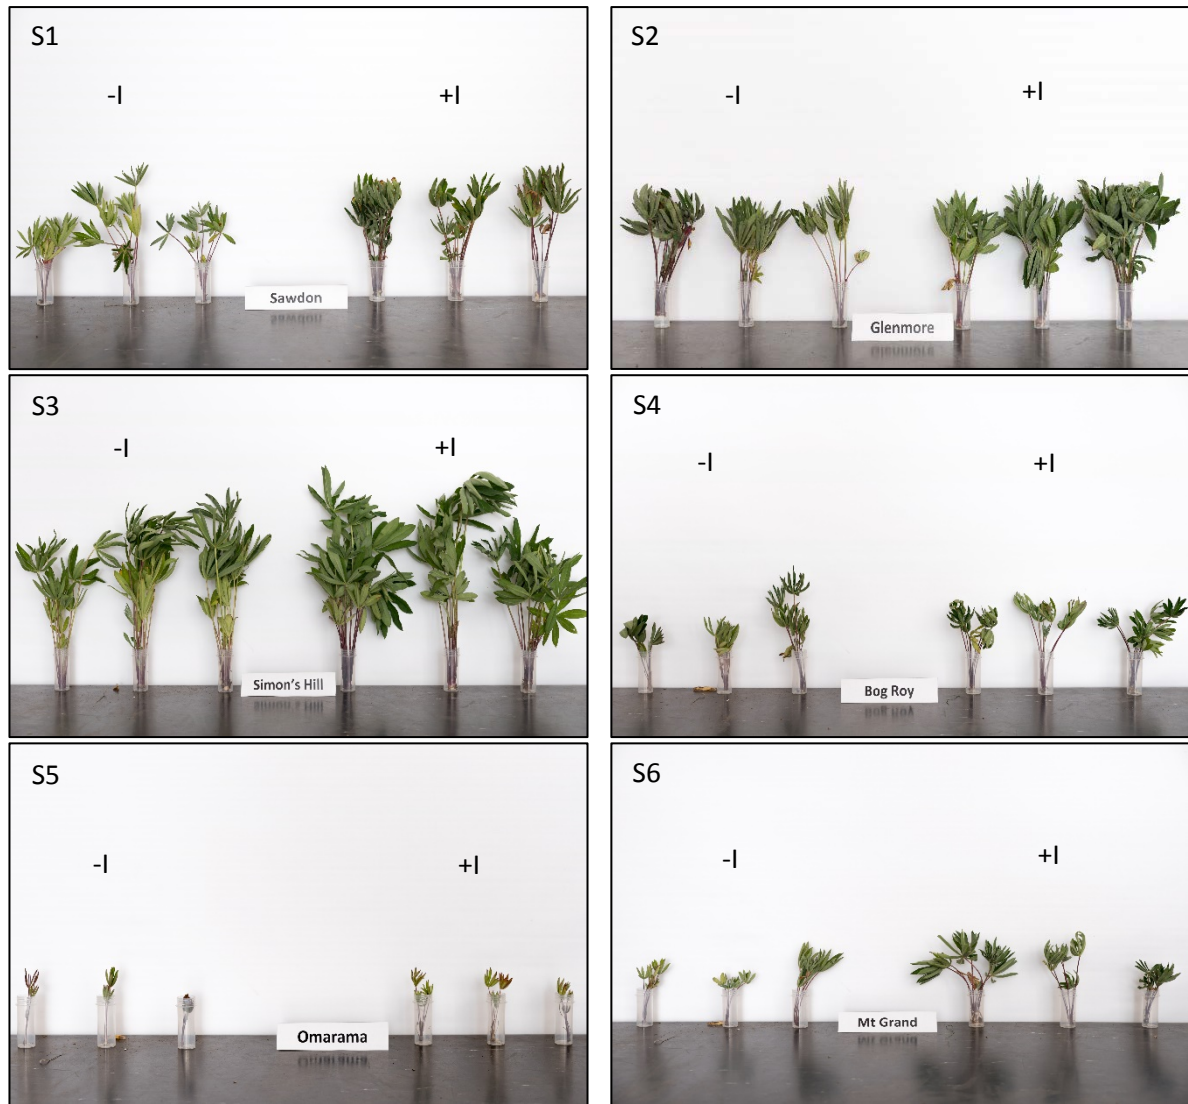 S1
-I
+I
Sawdon
S2
-I
+I
Glenmore
S3
-I
+I
Simon's Hill
S4
-I
+I
Bog Roy
S5
-I
+I
Omarama
S6
-I
+I
Mt Grand